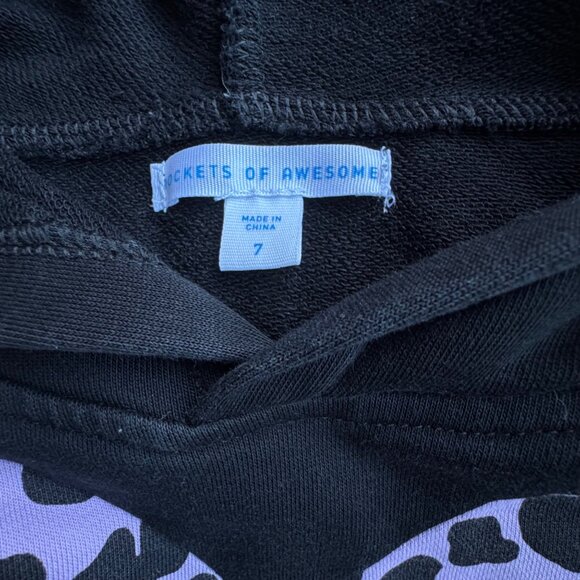 OCKETS OF AWESOME
MADE IN
CHINA
7